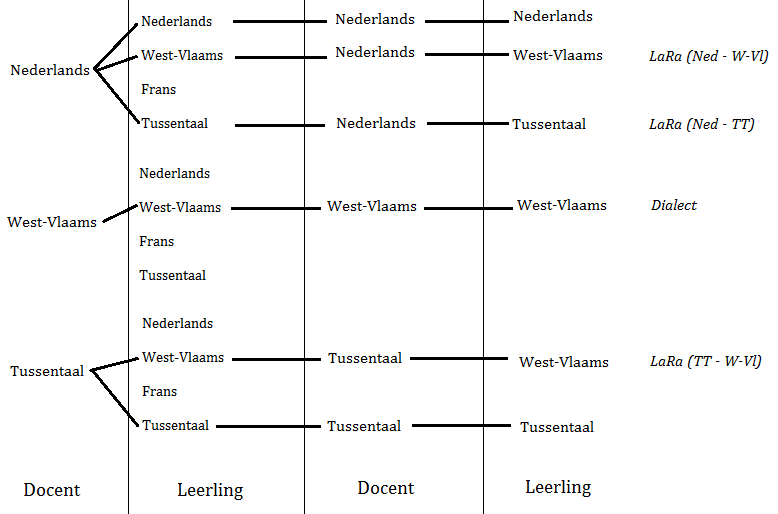 Nederlands Nederlands Nederlands
West-Vlaams Nederlands West-Vlaams LaRa (Ned - W-Vl)
Nederlands
Frans
Tussentaal Nederlands Tussentaal LaRa (Ned - TT)
Nederlands
West-Vlaams West-Vlaams West-Vlaams Dialect
West-Vlaams
Frans
Tussentaal
Nederlands
West-Vlaams Tussentaal West-Vlaams LaRa (TT - W-Vl)
Tussentaal
Frans
Tussentaal Tussentaal Tussentaal
Docent Leerling Docent Leerling